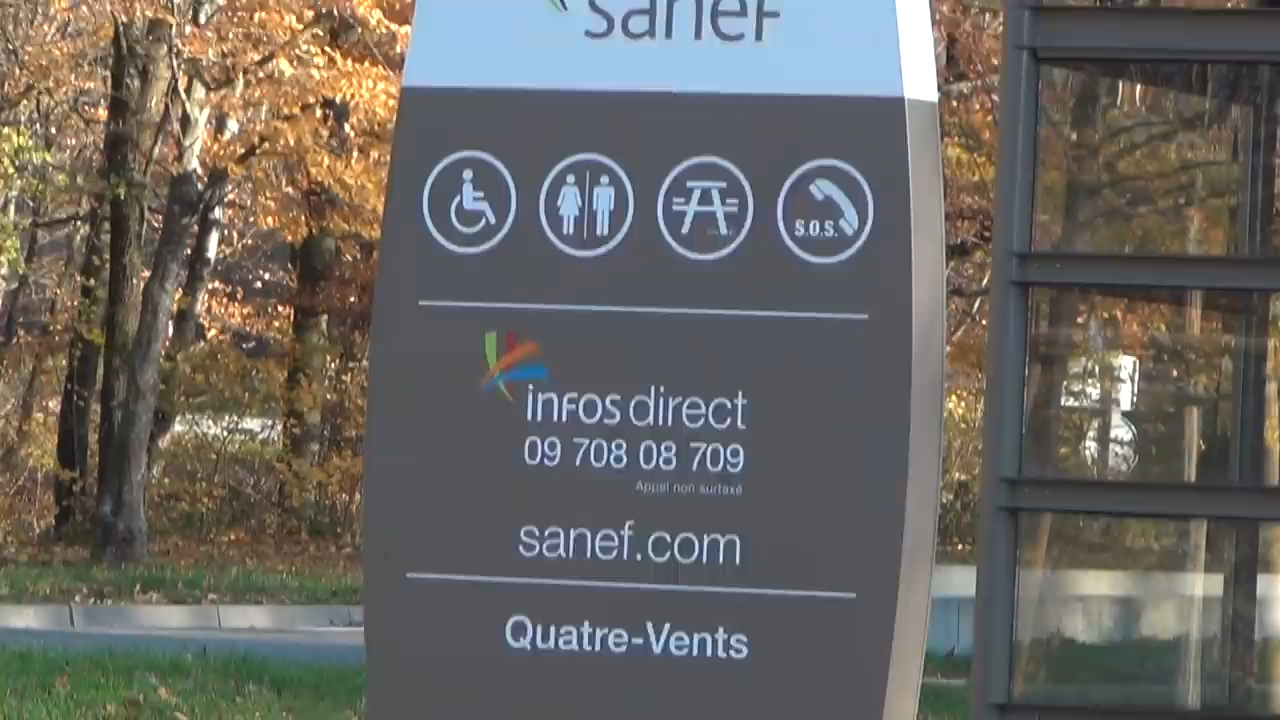 sanef
S.O.S.
infos direct
09 708 08 709
Appel non surtaxé
sanef.com
Quatre-Vents